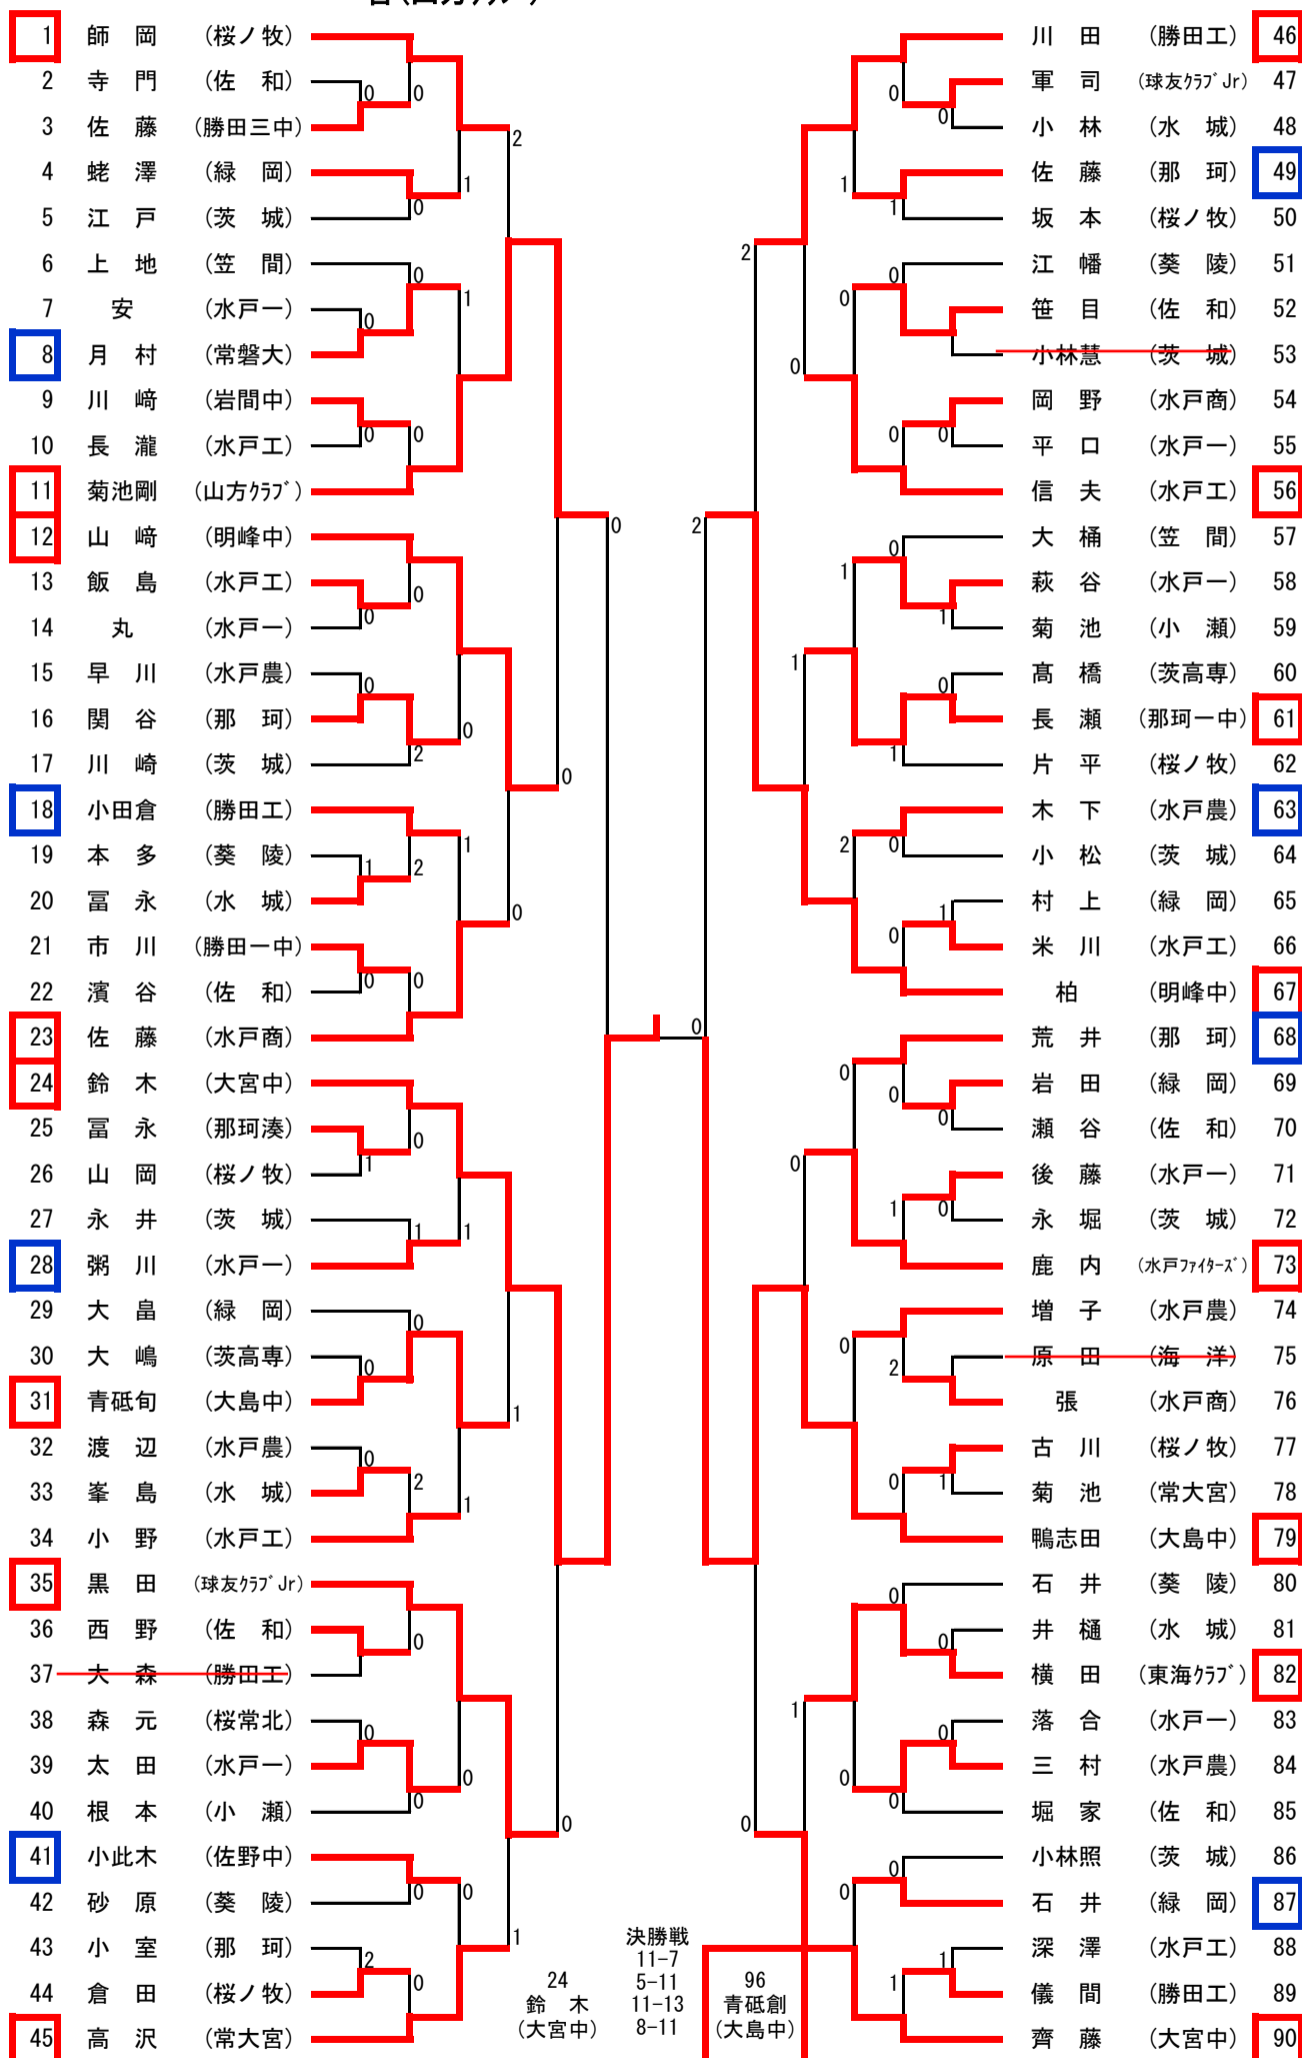 1 師 岡 (桜ノ牧)
2 寺 門 (佐 和)
3 佐 藤 (勝田三中)
4 蛯 澤 (緑 岡)
5 江 戸 (茨 城)
6 上 地 (笠 間)
7 安 (水戸一)
8 月 村 (常磐大)
9 川 﨑 (岩間中)
10 長 瀧 (水戸工)
11 菊池剛 (山方ｸﾗﾌﾞ)
12 山 﨑 (明峰中)
13 飯 島 (水戸工)
14 丸 (水戸一)
15 早 川 (水戸農)
16 関 谷 (那 珂)
17 川 崎 (茨 城)
18 小田倉 (勝田工)
19 本 多 (葵 陵)
20 冨 永 (水 城)
21 市 川 (勝田一中)
22 濱 谷 (佐 和)
23 佐 藤 (水戸商)
24 鈴 木 (大宮中)
25 冨 永 (那珂湊)
26 山 岡 (桜ノ牧)
27 永 井 (茨 城)
28 粥 川 (水戸一)
29 大 畠 (緑 岡)
30 大 嶋 (茨高専)
31 青砥旬 (大島中)
32 渡 辺 (水戸農)
33 峯 島 (水 城)
34 小 野 (水戸工)
35 黒 田 (球友ｸﾗﾌﾞJr)
36 西 野 (佐 和)
37 大 森 (勝田工)
38 森 元 (桜常北)
39 太 田 (水戸一)
40 根 本 (小 瀬)
41 小此木 (佐野中)
42 砂 原 (葵 陵)
43 小 室 (那 珂)
44 倉 田 (桜ノ牧)
45 高 沢 (常大宮)
川 田 (勝田工) 46
軍 司 (球友ｸﾗﾌﾞJr) 47
小 林 (水 城) 48
佐 藤 (那 珂) 49
坂 本 (桜ノ牧) 50
江 幡 (葵 陵) 51
笹 目 (佐 和) 52
小林慧 (茨 城) 53
岡 野 (水戸商) 54
平 口 (水戸一) 55
信 夫 (水戸工) 56
大 桶 (笠 間) 57
萩 谷 (水戸一) 58
菊 池 (小 瀬) 59
髙 橋 (茨高専) 60
長 瀬 (那珂一中) 61
片 平 (桜ノ牧) 62
木 下 (水戸農) 63
小 松 (茨 城) 64
村 上 (緑 岡) 65
米 川 (水戸工) 66
柏 (明峰中) 67
荒 井 (那 珂) 68
岩 田 (緑 岡) 69
瀬 谷 (佐 和) 70
後 藤 (水戸一) 71
永 堀 (茨 城) 72
鹿 内 (水戸ﾌｧｲﾀｰｽﾞ) 73
増 子 (水戸農) 74
原 田 (海 洋) 75
張 (水戸商) 76
古 川 (桜ノ牧) 77
菊 池 (常大宮) 78
鴨志田 (大島中) 79
石 井 (葵 陵) 80
井 樋 (水 城) 81
横 田 (東海ｸﾗﾌﾞ) 82
落 合 (水戸一) 83
三 村 (水戸農) 84
堀 家 (佐 和) 85
小林照 (茨 城) 86
石 井 (緑 岡) 87
深 澤 (水戸工) 88
儀 間 (勝田工) 89
齊 藤 (大宮中) 90
決勝戦
11-7
5-11
11-13
8-11
24
鈴 木
(大宮中)
96
青砥創
(大島中)